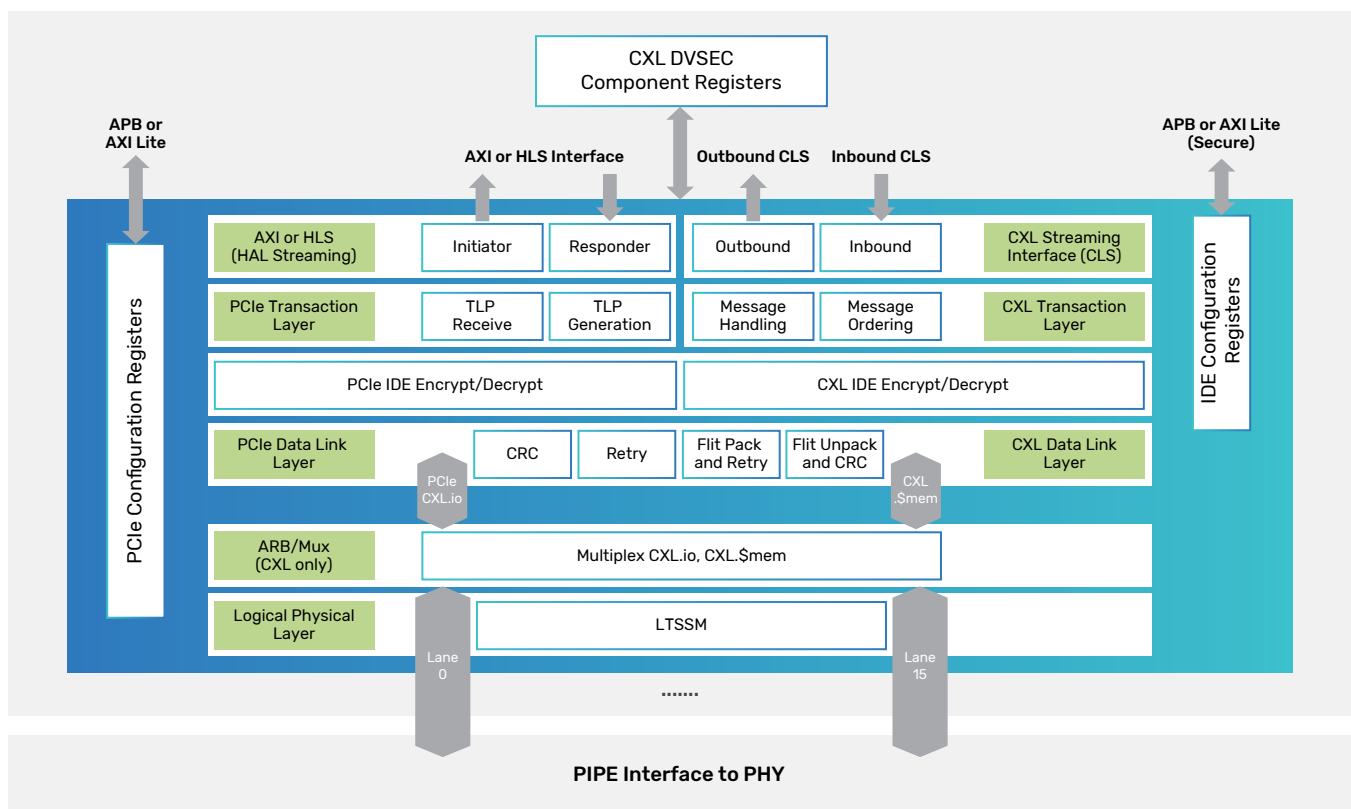 CXL DVSEC
Component Registers
APB or
AXI Lite
AXI or HLS Interface
Outbound CLS
Inbound CLS
APB or AXI Lite
(Secure)
PCIe Configuration Registers
AXI or HLS
(HAL Streaming)
Initiator
Responder
Outbound
Inbound
CXL Streaming
Interface (CLS)
IDE Configuration
Registers
PCIe Transaction
Layer
TLP
Receive
TLP
Generation
Message
Handling
Message
Ordering
CXL Transaction
Layer
PCIe IDE Encrypt/Decrypt
CXL IDE Encrypt/Decrypt
PCIe Data Link
Layer
CRC
Retry
Flit Pack
and Retry
Flit Unpack
and CRC
CXL Data Link
Layer
PCIe
CXL.io
CXL
.$mem
ARB/Mux
(CXL only)
Multiplex CXL.io, CXL.$mem
Logical Physical
Layer
LTSSM
Lane
0
Lane
15
.......
PIPE Interface to PHY